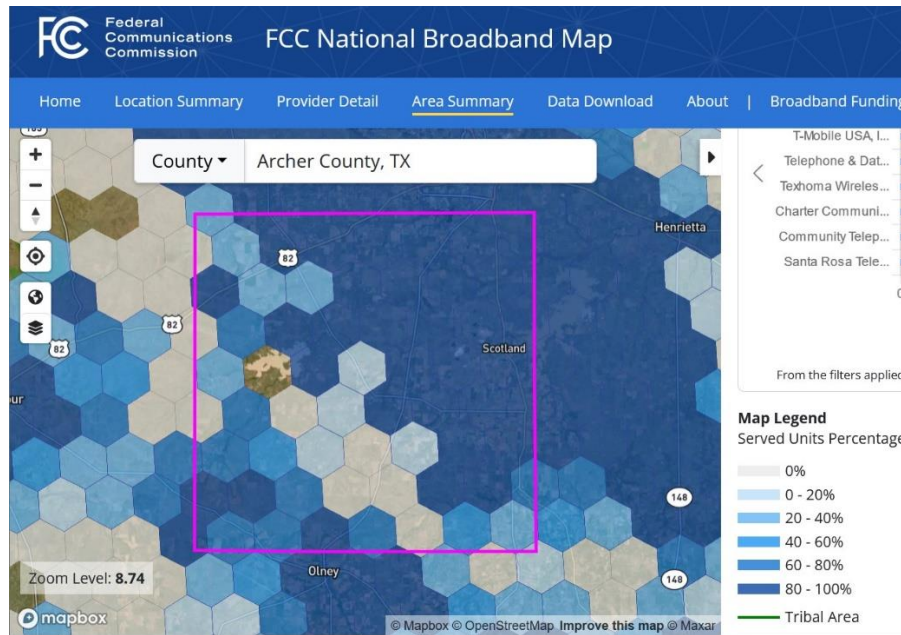 Federal
Communications
Commission
FCC National Broadband Map
Home Location Summary Provider Detail Area Summary Data Download About | Broadband Funding
County Archer County, TX
T-Mobile USA, I...
Telephone & Dat...
Texhoma Wireles...
Charter Communi...
Community Telep...
Santa Rosa Tele...
From the filters applied
Henrietta
82
82
82
Scotland
148
148
Olney
Map Legend
Served Units Percentage
0%
0 - 20%
20 - 40%
40 - 60%
60 - 80%
80 - 100%
Tribal Area
Zoom Level: 8.74
mapbox
© Mapbox © OpenStreetMap Improve this map © Maxar